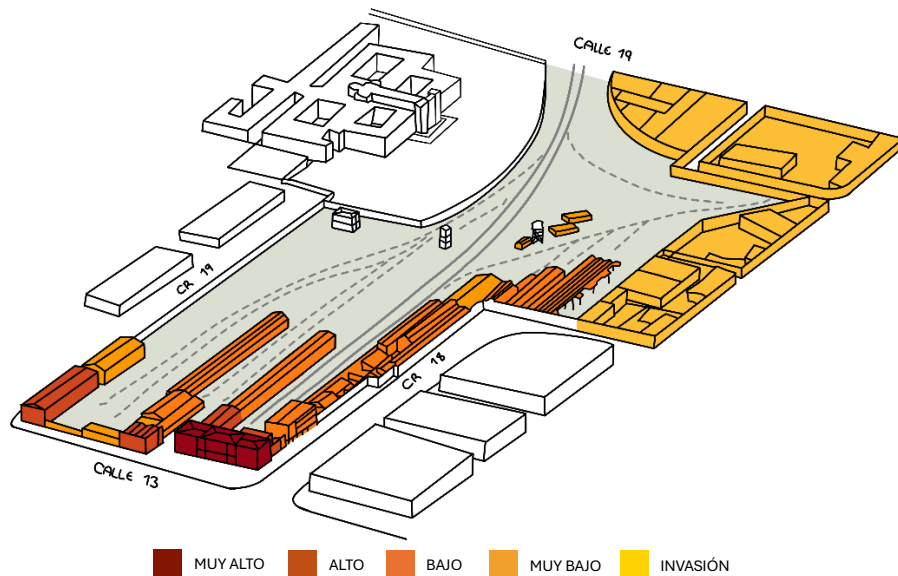 CALLE 19
CR 19
CR 18
CALLE 13
MUY ALTO
ALTO
BAJO
MUY BAJO
INVASIÓN